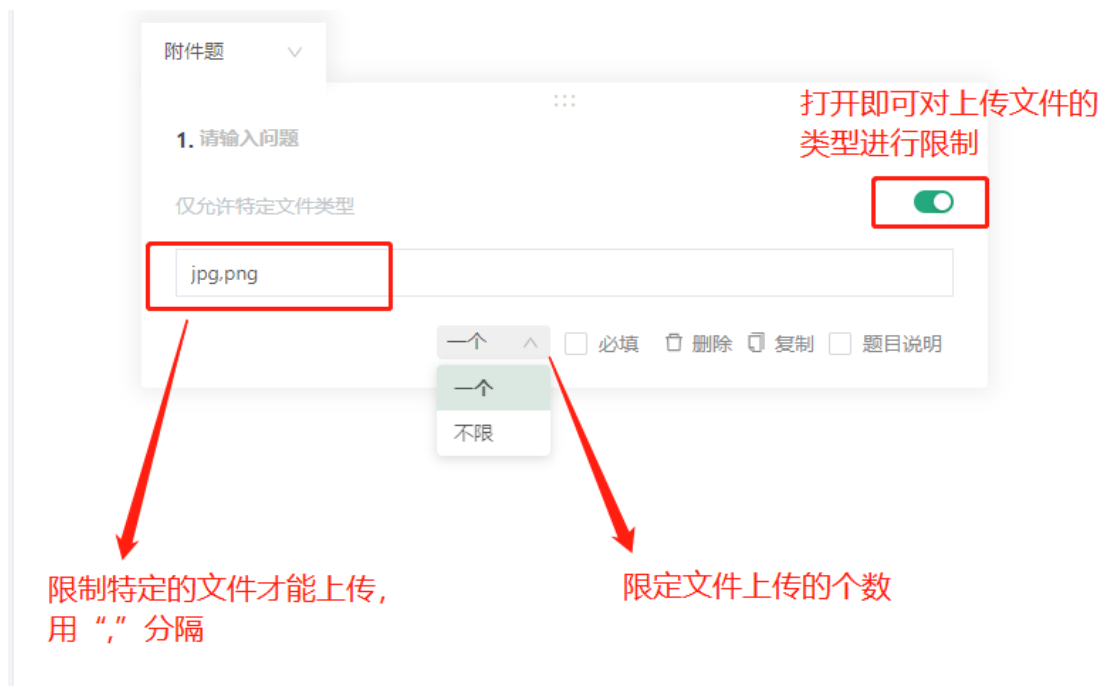 附件题
打开即可对上传文件的
类型进行限制
1. 请输入问题
仅允许特定文件类型
jpg,png
一个 必填 删除 复制 题目说明
一个
不限
限制特定的文件才能上传,
用“,”分隔
限定文件上传的个数